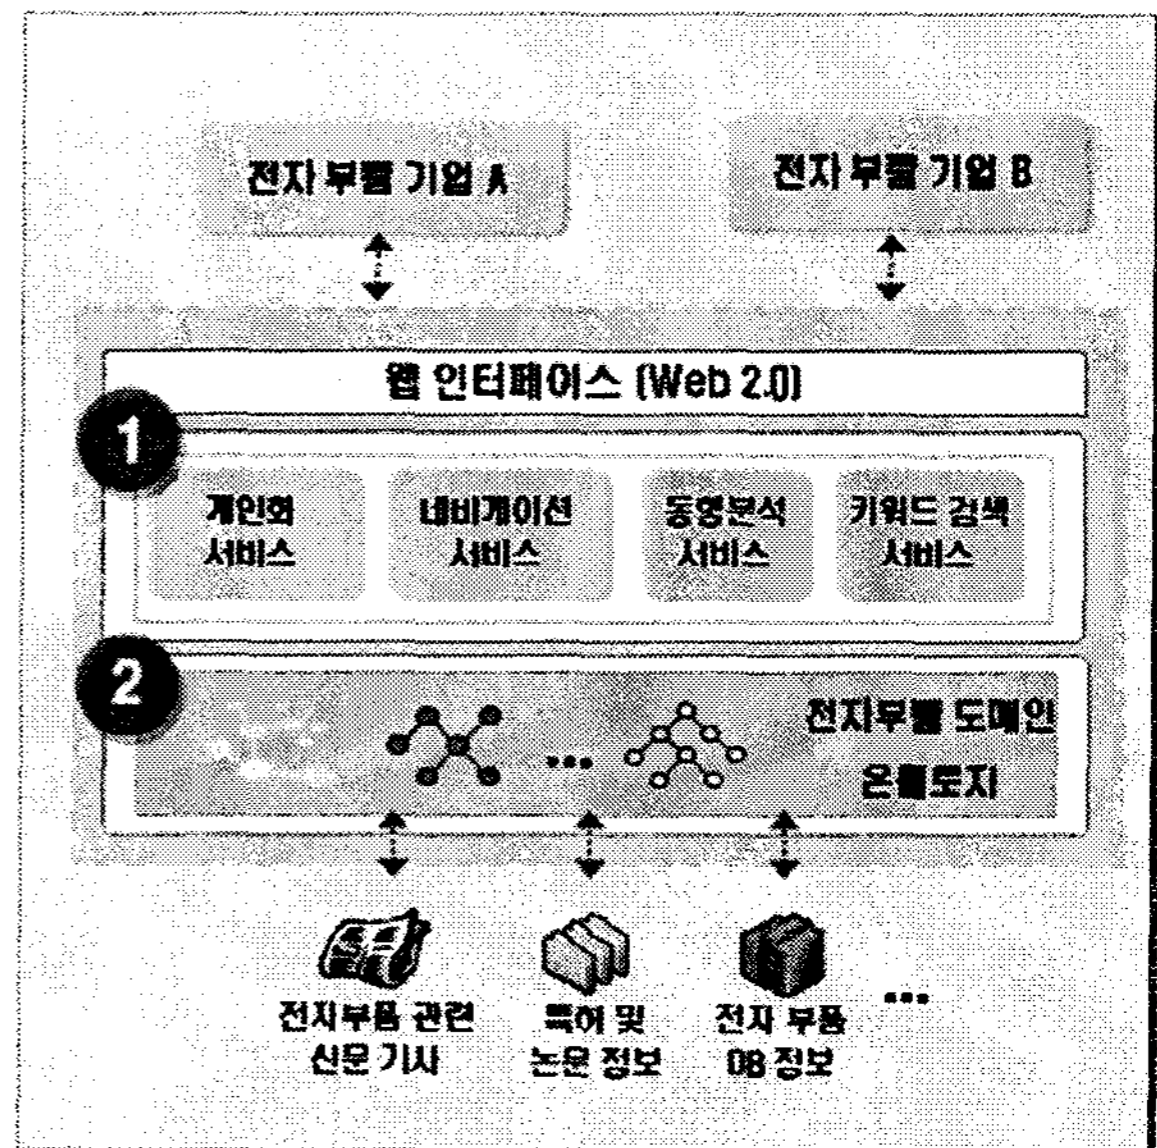 전자 부품 기업 A
전자 부품 기업 B
웹 인터페이스 (Web 2.0)
1
개인화
서비스
네비게이션
서비스
동향분석
서비스
키워드 검색
서비스
2
전자부품 도메인
온톨로지
...
전자부품 관련
신문 기사
특허 및
논문 정보
전자 부품
DB 정보
...